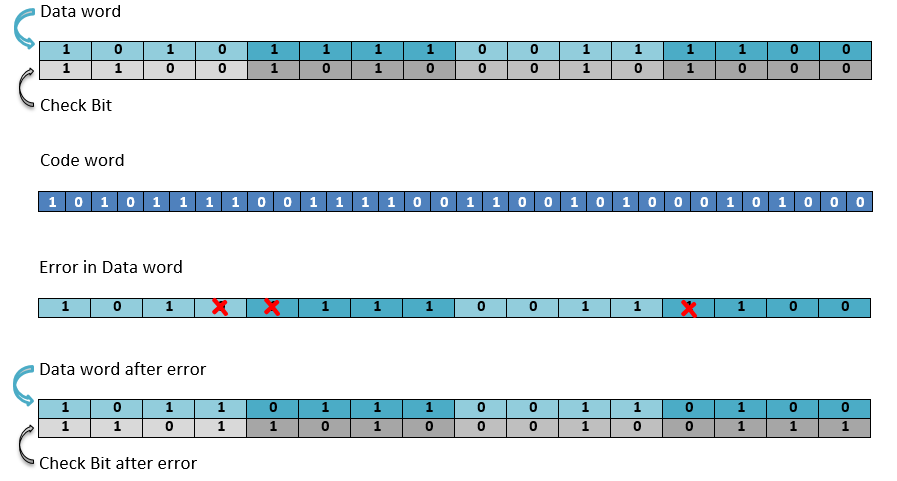 Data word
1 0 1 0 1 1 1 1 0 0 1 1 1 1 0 0
1 1 0 0 1 0 1 0 0 0 1 0 1 0 0 0
Check Bit
Code word
1 0 1 0 1 1 1 1 0 0 1 1 1 1 0 0 1 1 0 0 1 0 1 0 0 0 1 0 1 0 0 0
Error in Data word
1 0 1 1 1 1 0 0 1 1 1 0 0
Data word after error
1 0 1 1 0 1 1 1 0 0 1 1 0 1 0 0
1 1 0 1 1 0 1 0 0 0 1 0 0 1 1 1
Check Bit after error